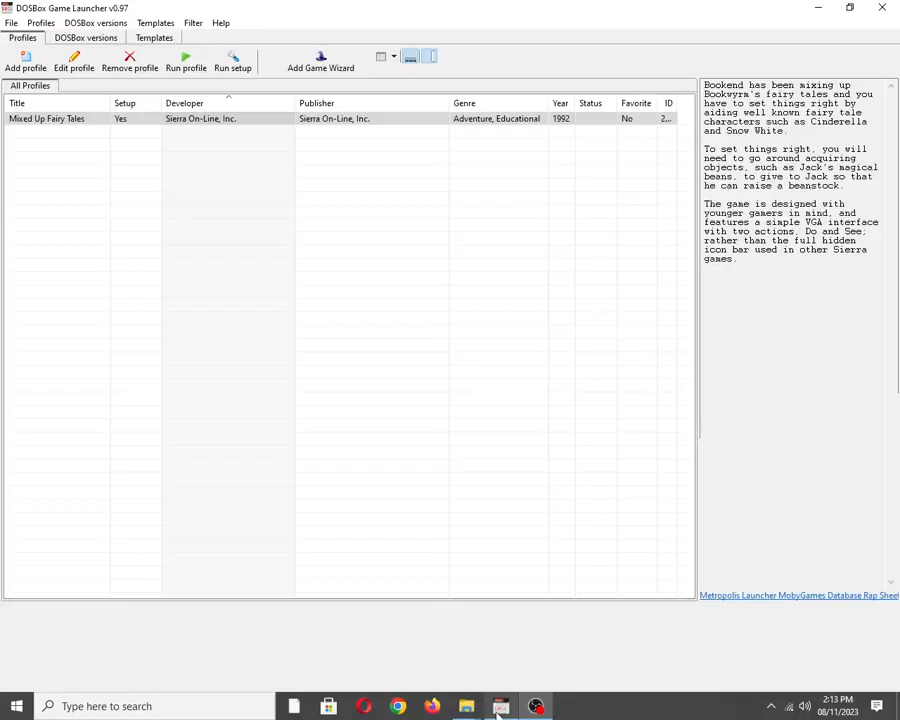 DOSBox Game Launcher v0.97
File Profiles DOSBox versions Templates Filter Help
Profiles DOSBox versions Templates
Add profile Edit profile Remove profile Run profile Run setup Add Game Wizard
All Profiles
Title Setup Developer Publisher Genre Year Status Favorite ID
Mixed Up Fairy Tales Yes Sierra On-Line, Inc. Sierra On-Line, Inc. Adventure, Educational 1992 No 2...
Bookend has been mixing up
Bookwyrm's fairy tales and you
have to set things right by
aiding well known fairy tale
characters such as Cinderella
and Snow White.
To set things right, you will
need to go around acquiring
objects, such as Jack's magical
beans, to give to Jack so that
he can raise a beanstock.
The game is designed with
younger gamers in mind, and
features a simple VGA interface
with two actions, Do and See;
rather than the full hidden
icon bar used in other Sierra
games.
Metropolis Launcher MobyGames Database Rap Sheet
Type here to search
2:13 PM
08/11/2023